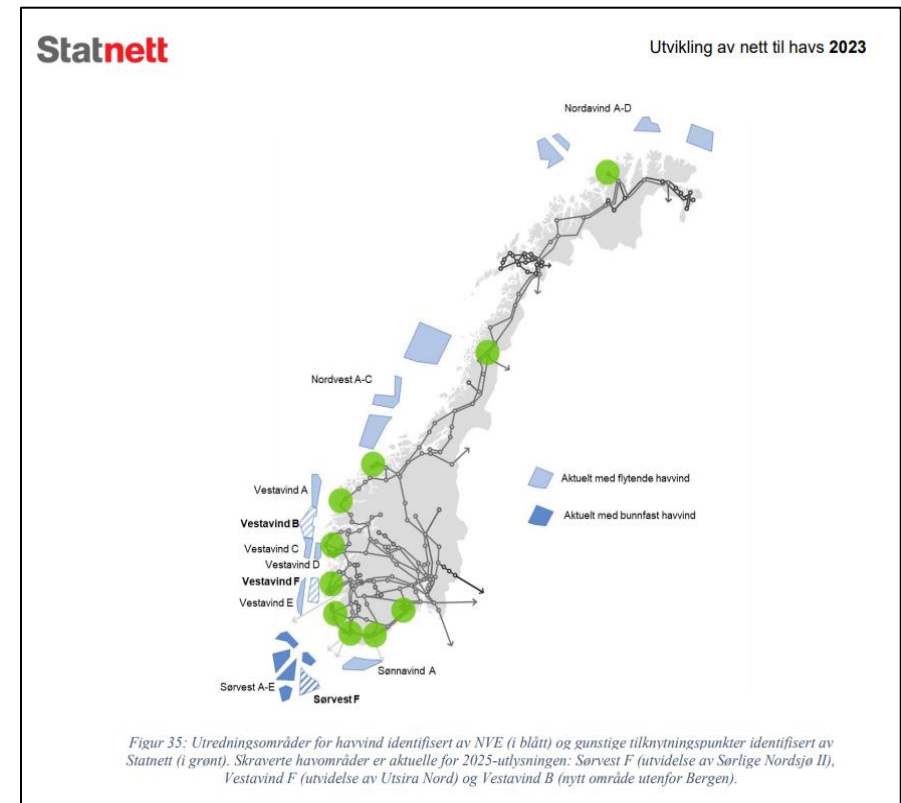 Statnett
Utvikling av nett til havs 2023
Nordavind A-D
Nordvest A-C
Vestavind A
Vestavind B
Vestavind C
Vestavind D
Vestavind F
Vestavind E
Sørvest A-E
Sørvest F
Sønnavind A
Aktuelt med flytende havvind
Aktuelt med bunnfast havvind
Figur 35: Utredningsområder for havvind identifisert av NVE (i blått) og gunstige tilknytningspunkter identifisert av
Statnett (i grønt). Skraverte havområder er aktuelle for 2025-utlysningen: Sørvest F (utvidelse av Sørlige Nordsjø II),
Vestavind F (utvidelse av Utsira Nord) og Vestavind B (nytt område utenfor Bergen).